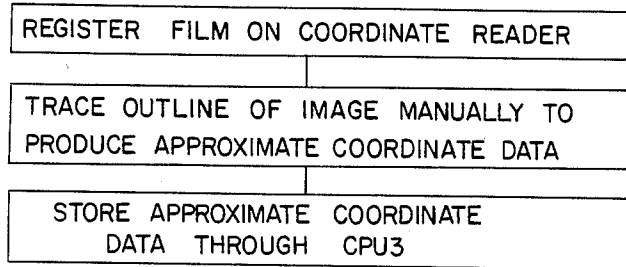 REGISTER FILM ON COORDINATE READER
TRACE OUTLINE OF IMAGE MANUALLY TO
PRODUCE APPROXIMATE COORDINATE DATA
STORE APPROXIMATE COORDINATE
DATA THROUGH CPU3